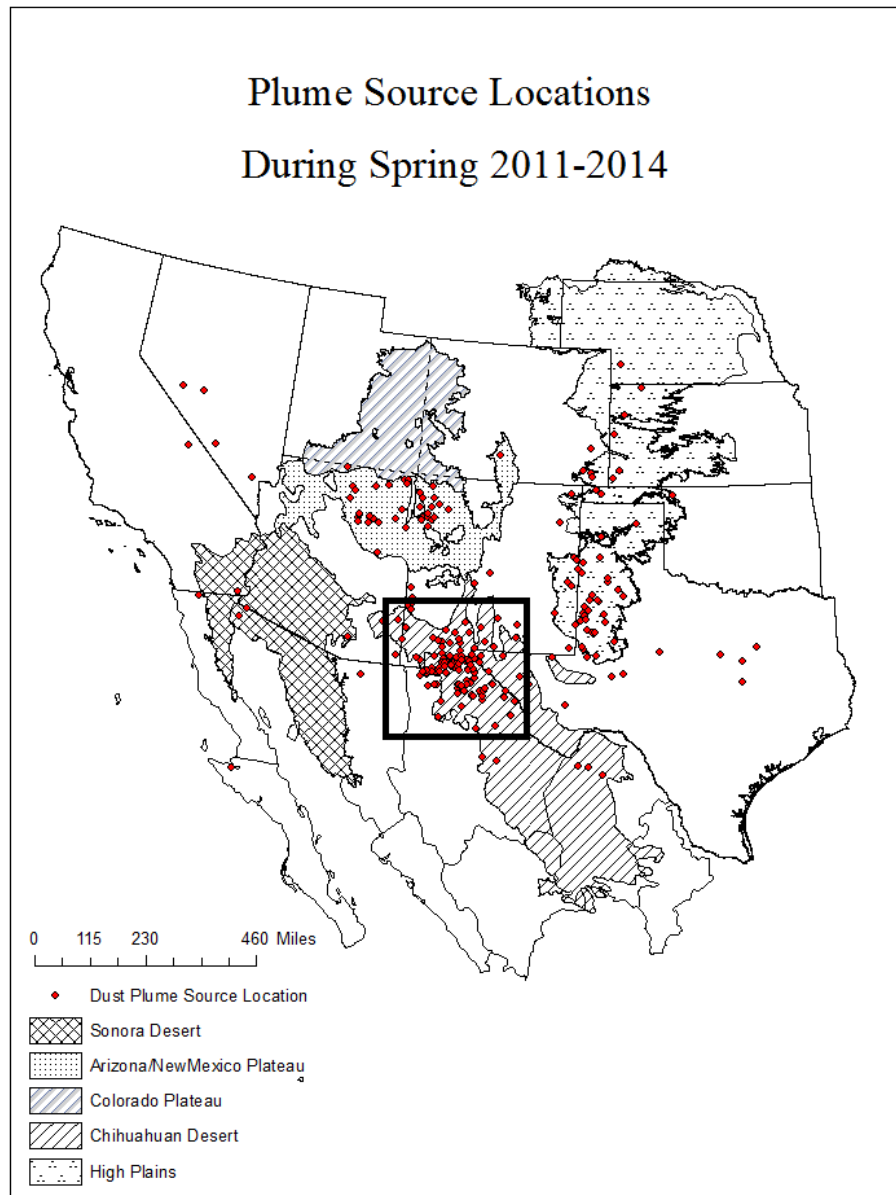 Plume Source Locations
During Spring 2011-2014
0 115 230 460 Miles
Dust Plume Source Location
Sonora Desert
Arizona/NewMexico Plateau
Colorado Plateau
Chihuahuan Desert
High Plains